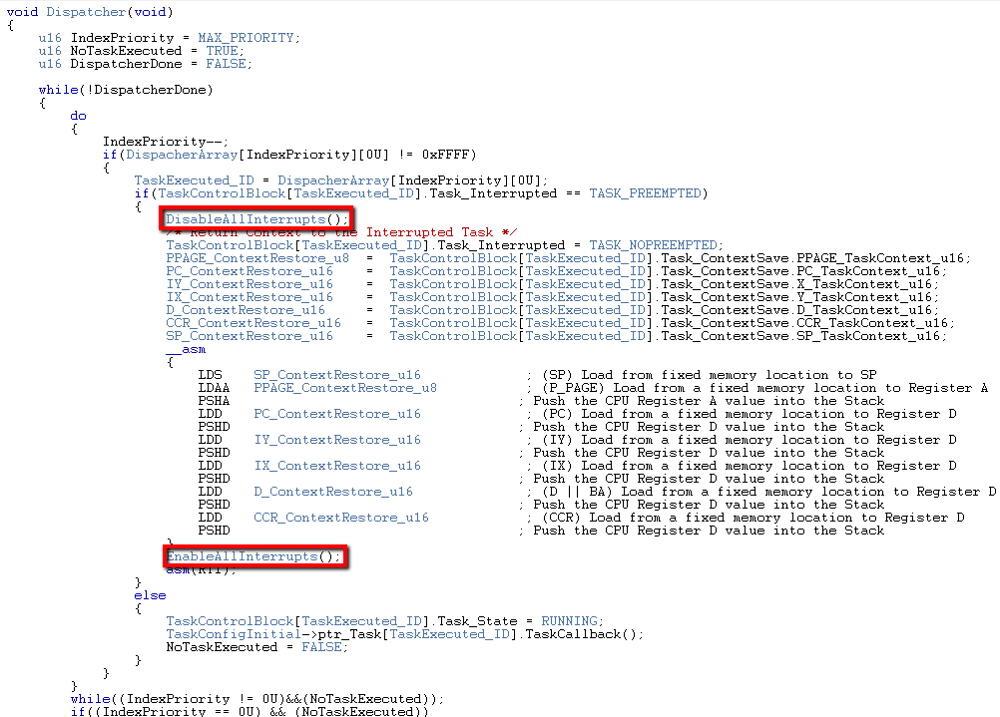 void Dispatcher(void)
{
u16 IndexPriority = MAX_PRIORITY;
u16 NoTaskExecuted = TRUE;
u16 DispatcherDone = FALSE;
while(!DispatcherDone)
{
do
{
IndexPriority--;
if(DispacherArray[IndexPriority][0U] != 0xFFFF)
{
TaskExecuted_ID = DispacherArray[IndexPriority][0U];
if(TaskControlBlock[TaskExecuted_ID].Task_Interrupted == TASK_PREEMPTED)
{
DisableAllInterrupts();
/* Return Context to the Interrupted Task */
TaskControlBlock[TaskExecuted_ID].Task_Interrupted = TASK_NOPREEMPTED;
PPAGE_ContextRestore_u8 = TaskControlBlock[TaskExecuted_ID].Task_ContextSave.PPAGE_TaskContext_u16;
PC_ContextRestore_u16 = TaskControlBlock[TaskExecuted_ID].Task_ContextSave.PC_TaskContext_u16;
IY_ContextRestore_u16 = TaskControlBlock[TaskExecuted_ID].Task_ContextSave.X_TaskContext_u16;
IX_ContextRestore_u16 = TaskControlBlock[TaskExecuted_ID].Task_ContextSave.Y_TaskContext_u16;
D_ContextRestore_u16 = TaskControlBlock[TaskExecuted_ID].Task_ContextSave.D_TaskContext_u16;
CCR_ContextRestore_u16 = TaskControlBlock[TaskExecuted_ID].Task_ContextSave.CCR_TaskContext_u16;
SP_ContextRestore_u16 = TaskControlBlock[TaskExecuted_ID].Task_ContextSave.SP_TaskContext_u16;
__asm
{
LDS SP_ContextRestore_u16 ; (SP) Load from fixed memory location to SP
LDAA PPAGE_ContextRestore_u8 ; (P_PAGE) Load from a fixed memory location to Register A
PSHA ; Push the CPU Register A value into the Stack
LDD PC_ContextRestore_u16 ; (PC) Load from a fixed memory location to Register D
PSHD ; Push the CPU Register D value into the Stack
LDD IY_ContextRestore_u16 ; (IY) Load from a fixed memory location to Register D
PSHD ; Push the CPU Register D value into the Stack
LDD IX_ContextRestore_u16 ; (IX) Load from a fixed memory location to Register D
PSHD ; Push the CPU Register D value into the Stack
LDD D_ContextRestore_u16 ; (D || BA) Load from a fixed memory location to Register D
PSHD ; Push the CPU Register D value into the Stack
LDD CCR_ContextRestore_u16 ; (CCR) Load from a fixed memory location to Register D
PSHD ; Push the CPU Register D value into the Stack
}
EnableAllInterrupts();
asm(RTI);
}
else
{
TaskControlBlock[TaskExecuted_ID].Task_State = RUNNING;
TaskConfigInitial->ptr_Task[TaskExecuted_ID].TaskCallback();
NoTaskExecuted = FALSE;
}
}
}
while((IndexPriority != 0U)&&(NoTaskExecuted));
if((IndexPriority == 0U) && (NoTaskExecuted))